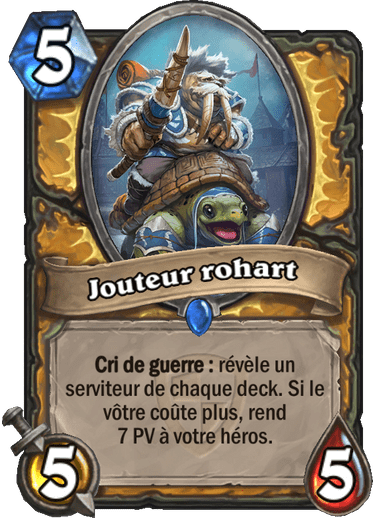 5
Jouteur rohart
Cri de guerre : révèle un
serviteur de chaque deck. Si le
vôtre coûte plus, rend
7 PV à votre héros.
5
5